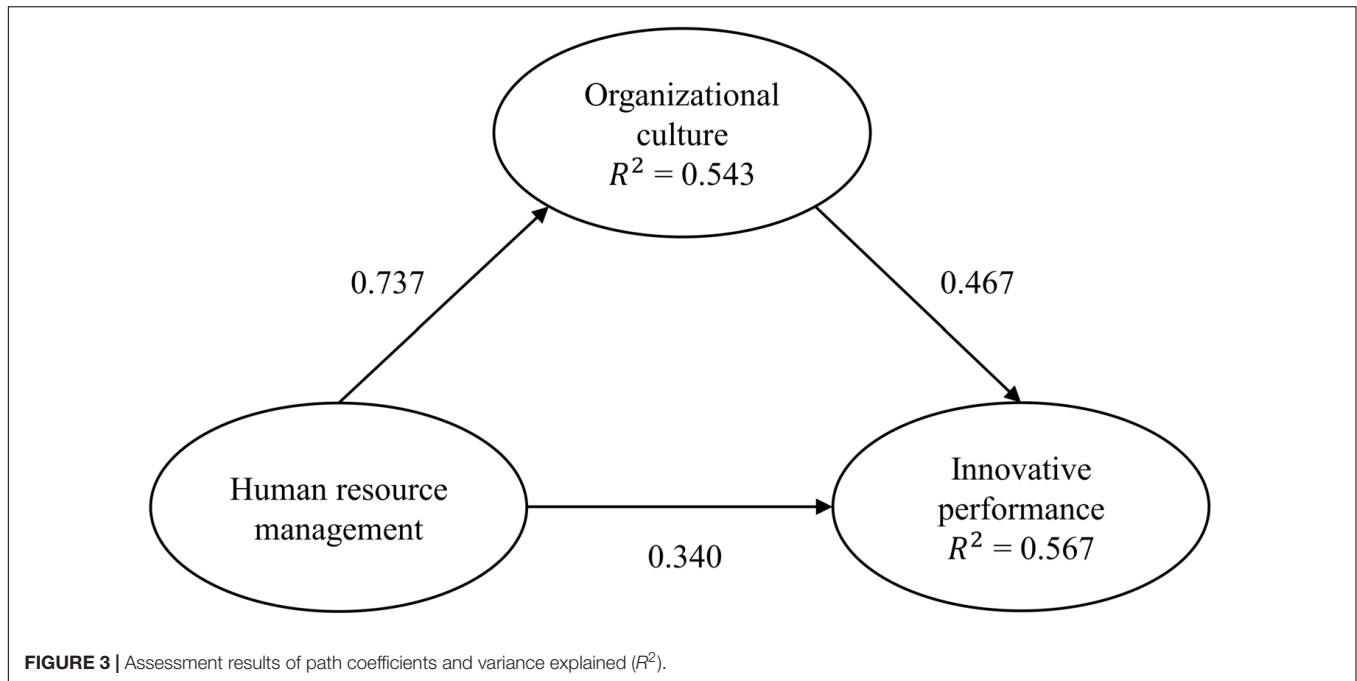 Organizational
culture
R² = 0.543
0.737
0.467
Human resource
management
Innovative
performance
R² = 0.567
0.340
FIGURE 3 | Assessment results of path coefficients and variance explained (R²).